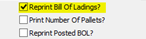 Reprint Bill Of Ladings?
Print Number Of Pallets?
Reprint Posted BOL?